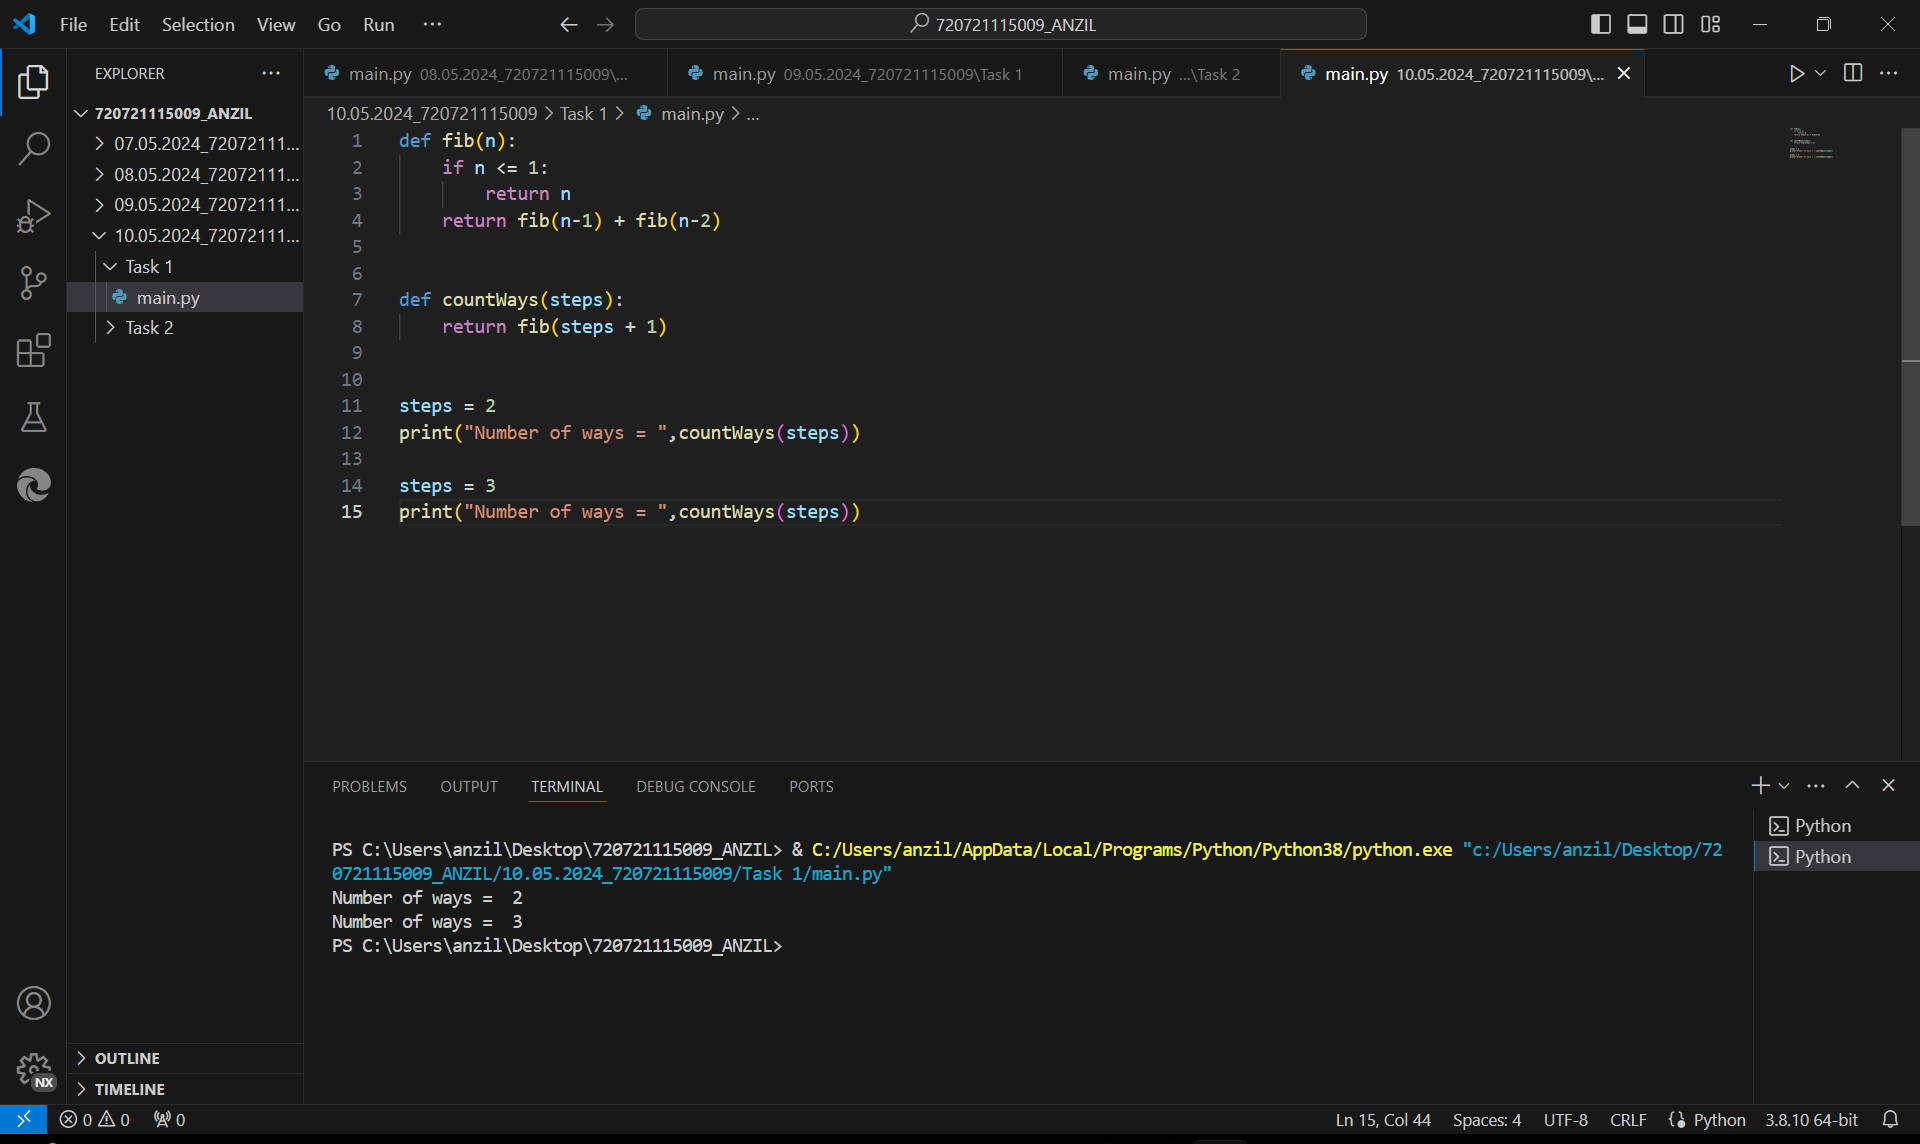 File Edit Selection View Go Run ...
720721115009_ANZIL
EXPLORER
720721115009_ANZIL
07.05.2024_72072111...
08.05.2024_72072111...
09.05.2024_72072111...
10.05.2024_72072111...
Task 1
main.py
Task 2
OUTLINE
TIMELINE
main.py 08.05.2024_720721115009\...
main.py 09.05.2024_720721115009\Task 1
main.py ...\Task 2
main.py 10.05.2024_720721115009\...
10.05.2024_720721115009 > Task 1 > main.py > ...
1 def fib(n):
2     if n <= 1:
3         return n
4     return fib(n-1) + fib(n-2)
5
6
7 def countWays(steps):
8     return fib(steps + 1)
9
10
11 steps = 2
12 print("Number of ways = ",countWays(steps))
13
14 steps = 3
15 print("Number of ways = ",countWays(steps))
PROBLEMS OUTPUT TERMINAL DEBUG CONSOLE PORTS
PS C:\Users\anzil\Desktop\720721115009_ANZIL> & C:/Users/anzil/AppData/Local/Programs/Python/Python38/python.exe "c:/Users/anzil/Desktop/72
0721115009_ANZIL/10.05.2024_720721115009/Task 1/main.py"
Number of ways =  2
Number of ways =  3
PS C:\Users\anzil\Desktop\720721115009_ANZIL>
Python
Python
NX
0 0 0
Ln 15, Col 44 Spaces: 4 UTF-8 CRLF Python 3.8.10 64-bit